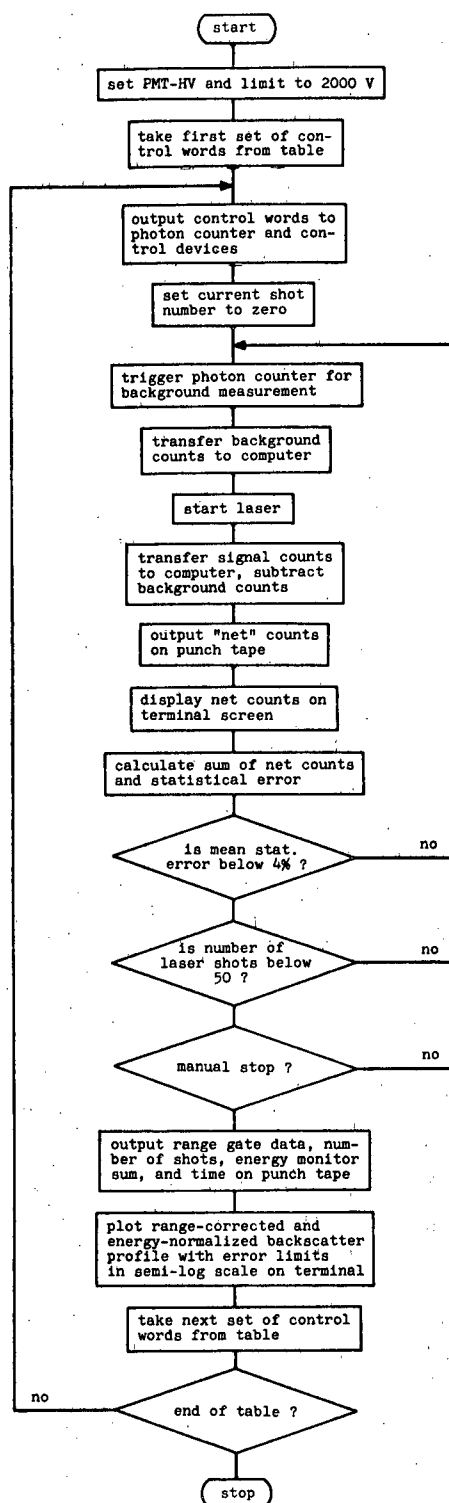 start
set PMT-HV and limit to 2000 V
take first set of con-
trol words from table
output control words to
photon counter and con-
trol devices
set current shot
number to zero
trigger photon counter for
background measurement
transfer background
counts to computer
start laser
transfer signal counts
to computer, subtract
background counts
output "net" counts
on punch tape
display net counts on
terminal screen
calculate sum of net counts
and statistical error
is mean stat.
error below 4% ?
no
is number of
laser shots below
50 ?
no
manual stop ?
no
output range gate data, num-
ber of shots, energy monitor
sum, and time on punch tape
plot range-corrected and
energy-normalized backscatter
profile with error limits
in semi-log scale on terminal
take next set of control
words from table
no
end of table ?
stop